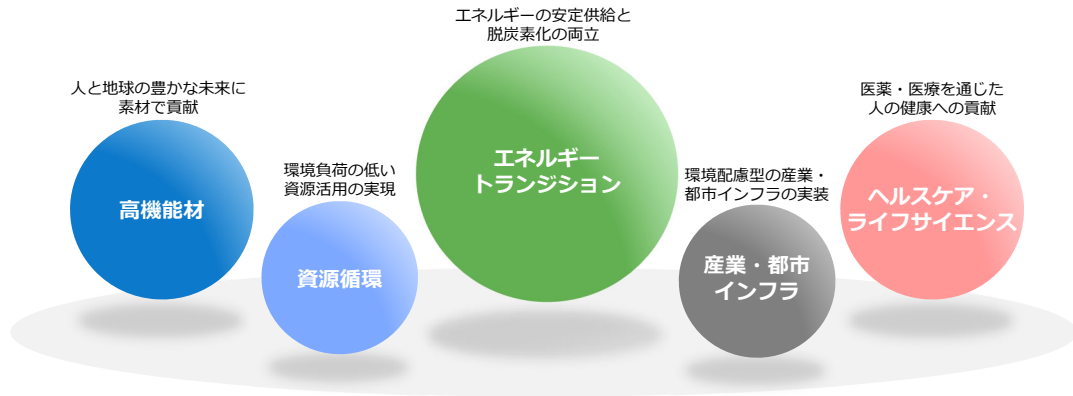 人と地球の豊かな未来に
素材で貢献
高機能材
環境負荷の低い
資源活用の実現
資源循環
エネルギーの安定供給と
脱炭素化の両立
エネルギー
トランジション
環境配慮型の産業・
都市インフラの実装
産業・都市
インフラ
医薬・医療を通じた
人の健康への貢献
ヘルスケア・
ライフサイエンス